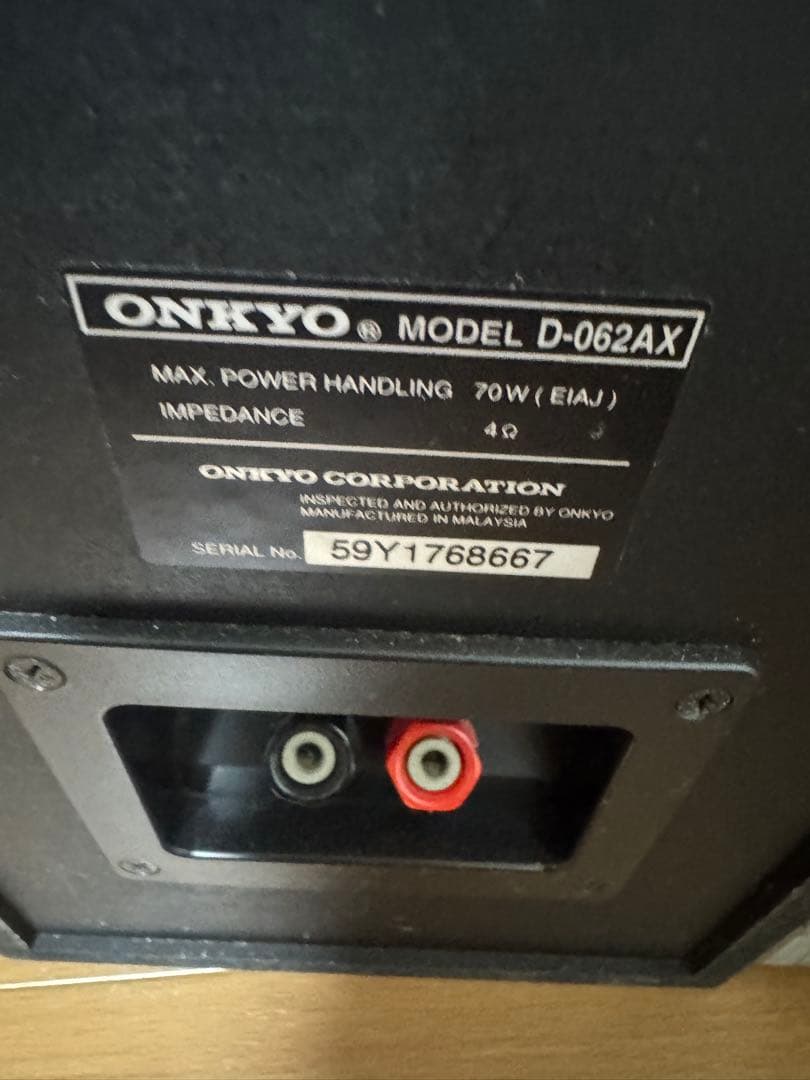 ONKYO® MODEL D-062AX
MAX. POWER HANDLING 70W ( EIAJ )
IMPEDANCE 4Ω
ONKYO CORPORATION
INSPECTED AND AUTHORIZED BY ONKYO
MANUFACTURED IN MALAYSIA
SERIAL No. 59Y1768667